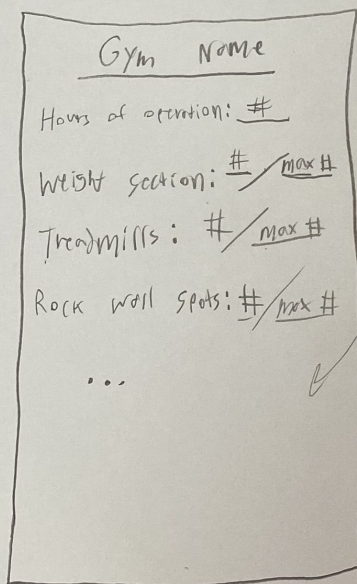 Gym Name
Hours of operation: #
Weight section: #/max #
Treadmills: #/max #
Rock wall spots: #/max #
...